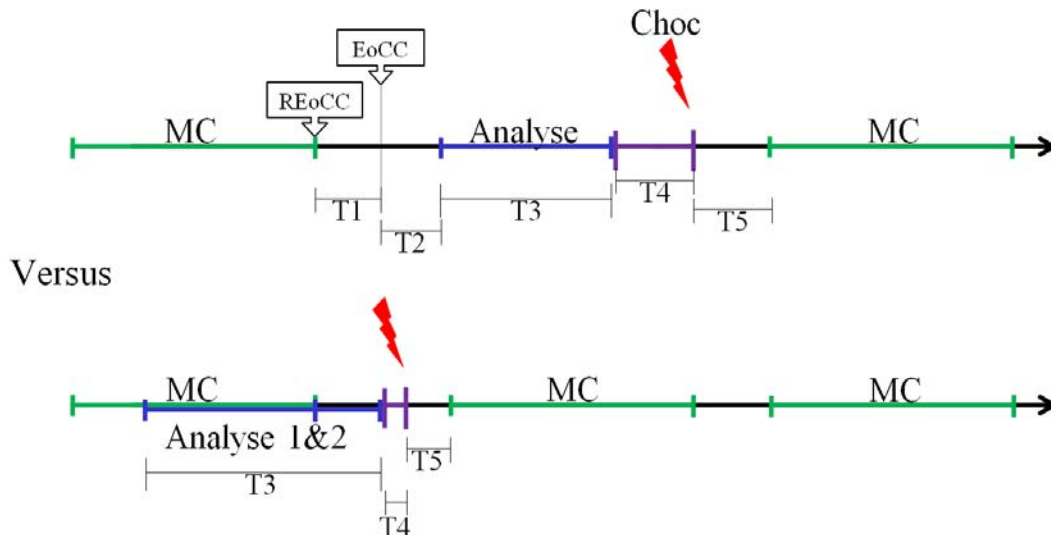 Choc
EoCC
REoCC
MC
Analyse
MC
T1
T2
T3
T4
T5
Versus
MC
MC
MC
Analyse 1&2
T3
T5
T4